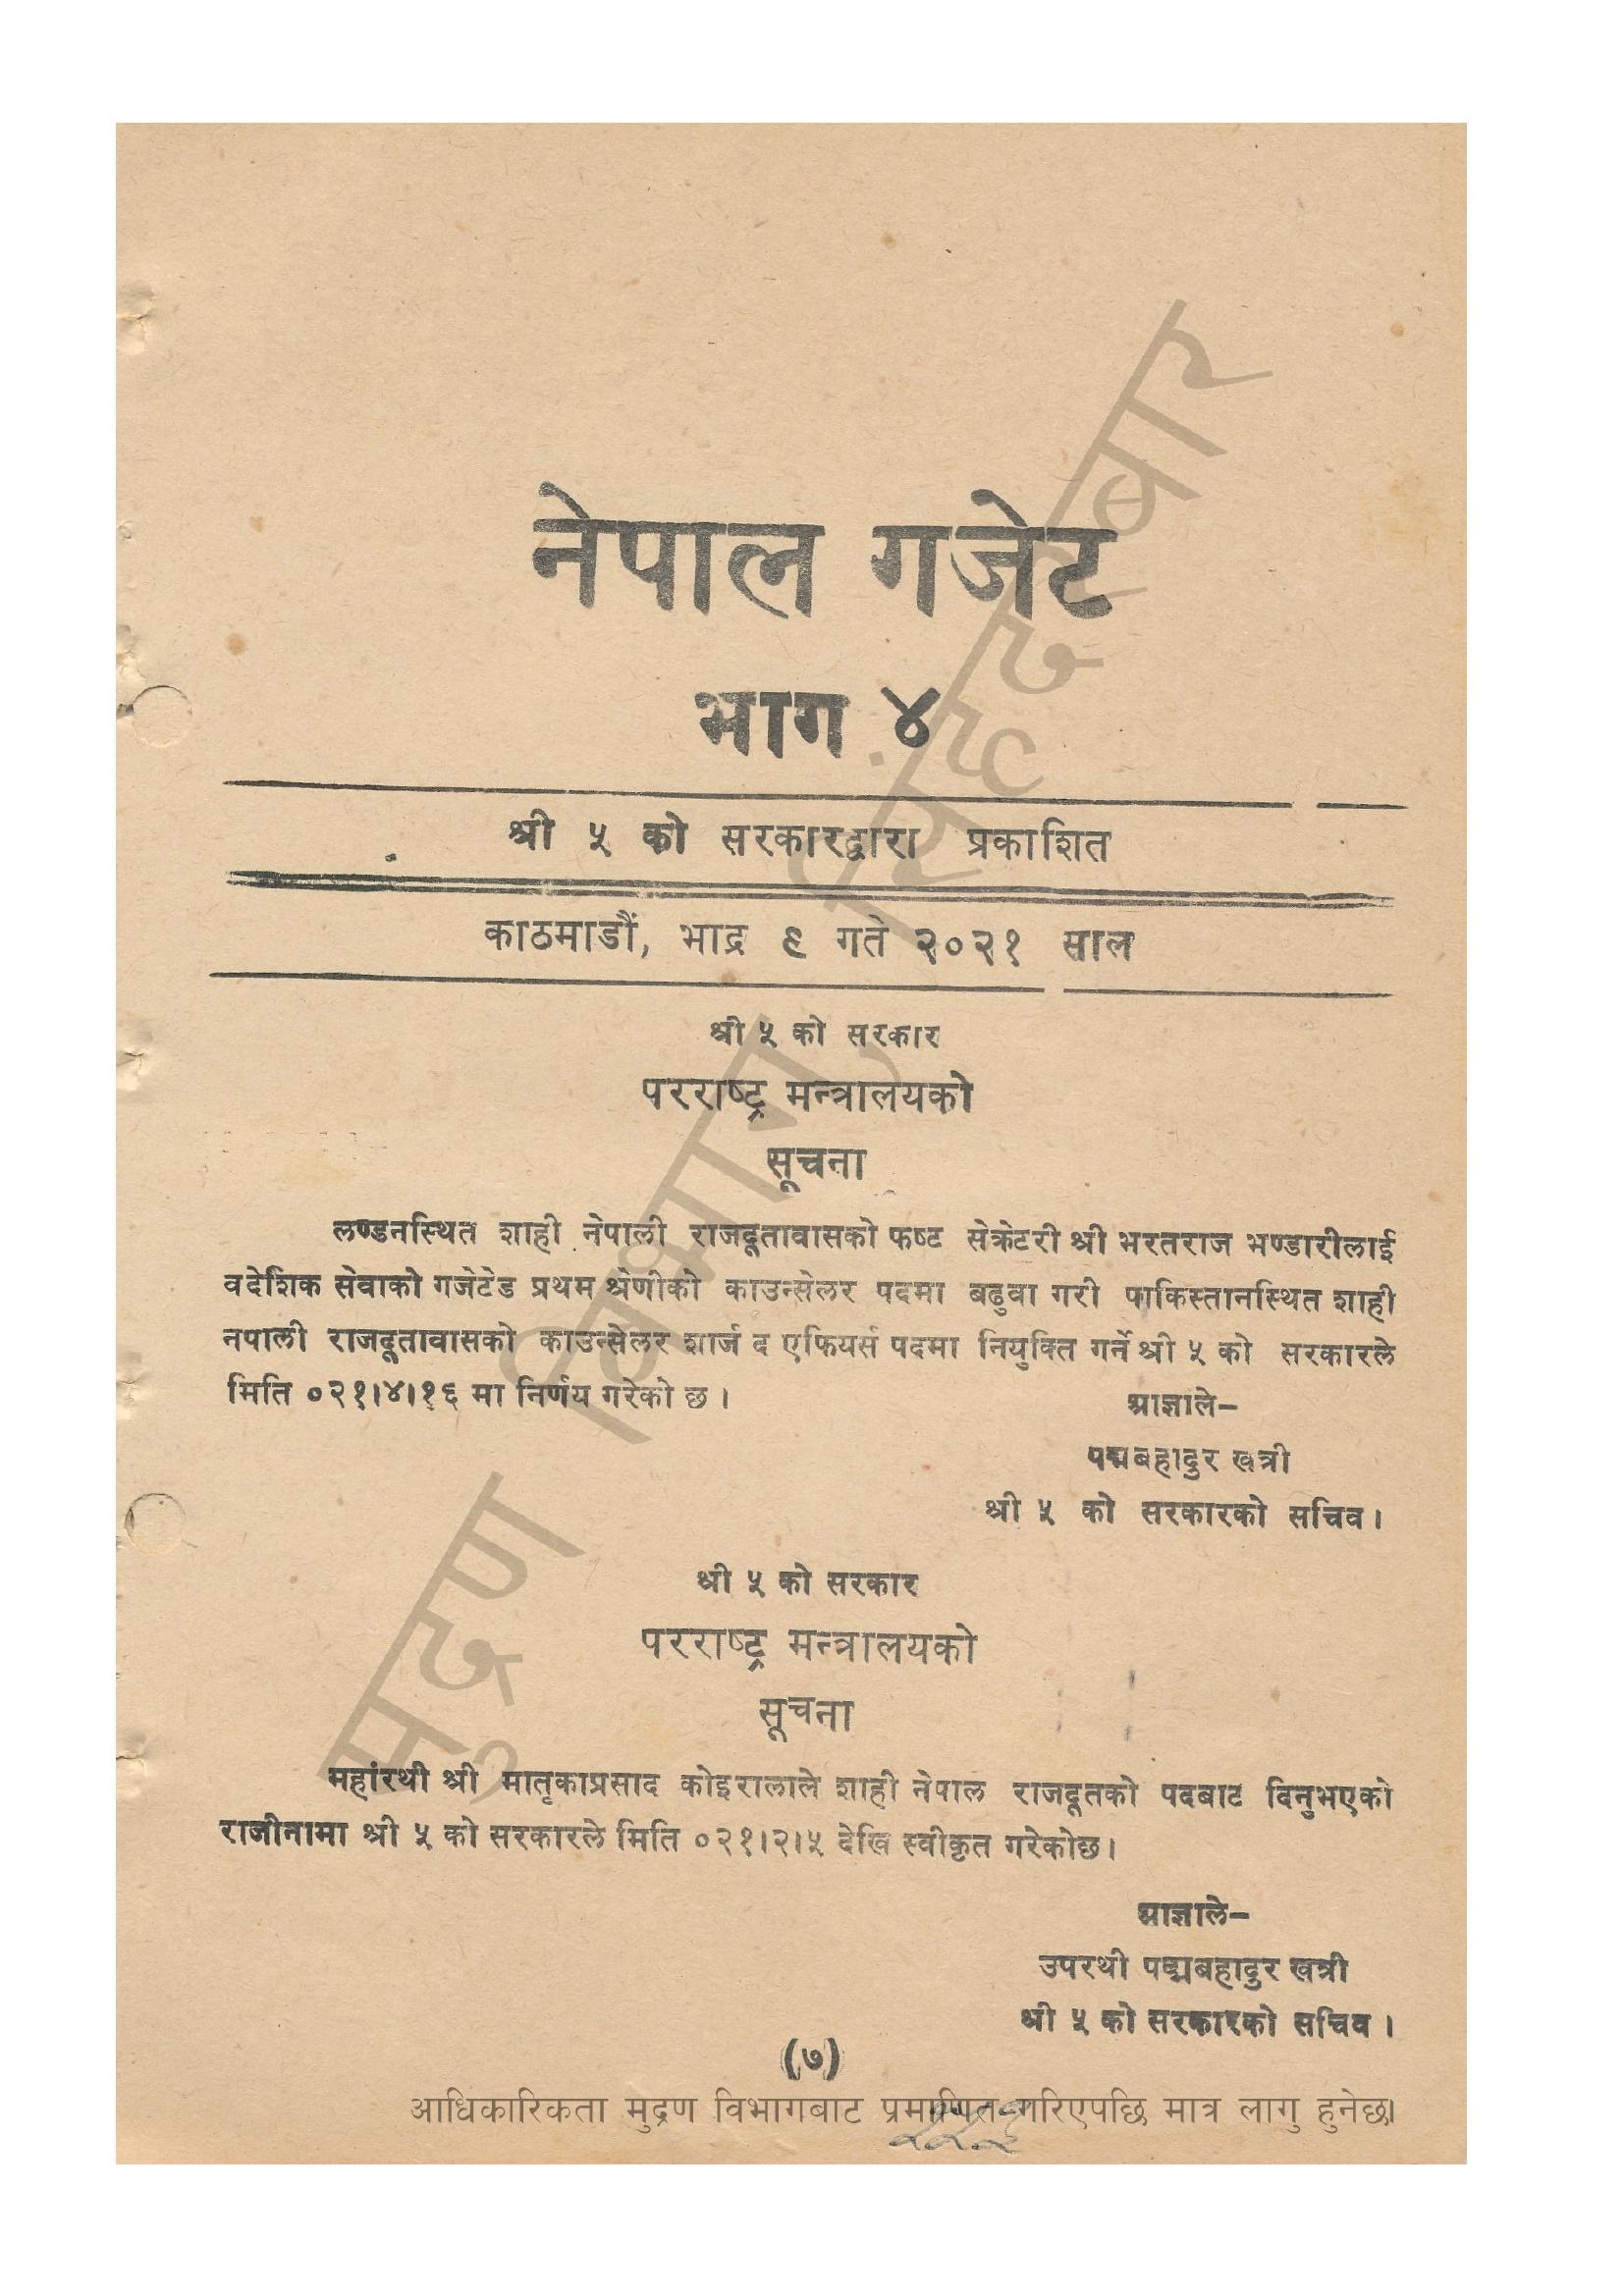 नेपाल गजेट
भाग ४
श्री ५ को सरकारद्वारा प्रकाशित
काठमाडौं, भाद्र ९ गते २०२१ साल
श्री ५ को सरकार
परराष्ट्र मन्त्रालयको
सूचना
लण्डनस्थित शाही नेपाली राजदूतावासको फष्ट सेक्रेटरी श्री भरतराज भण्डारीलाई
वदेशिक सेवाको गजेटेड प्रथम श्रेणीको काउन्सेलर पदमा बढुवा गरी पाकिस्तानस्थित शाही
नपाली राजदूतावासको काउन्सेलर शार्ज द एफियर्स पदमा नियुक्ति गर्ने श्री ५ को सरकारले
मिति ०२१।४।१६ मा निर्णय गरेको छ ।
आज्ञाले–
पद्मबहादुर खत्री
श्री ५ को सरकारको सचिव ।
श्री ५ को सरकार
परराष्ट्र मन्त्रालयको
सूचना
महांरथी श्री मातृकाप्रसाद कोइरालाले शाही नेपाल राजदूतको पदबाट दिनुभएको
राजीनामा श्री ५ को सरकारले मिति ०२१।२।५ देखि स्वीकृत गरेकोछ ।
आज्ञाले–
उपरथी पद्मबहादुर खत्री
श्री ५ को सरकारको सचिव ।
(७)
आधिकारिकता मुद्रण विभागबाट प्रमाणित गरिएपछि मात्र लागु हुनेछ।
मुद्रण विभाग, सिंहदरबार